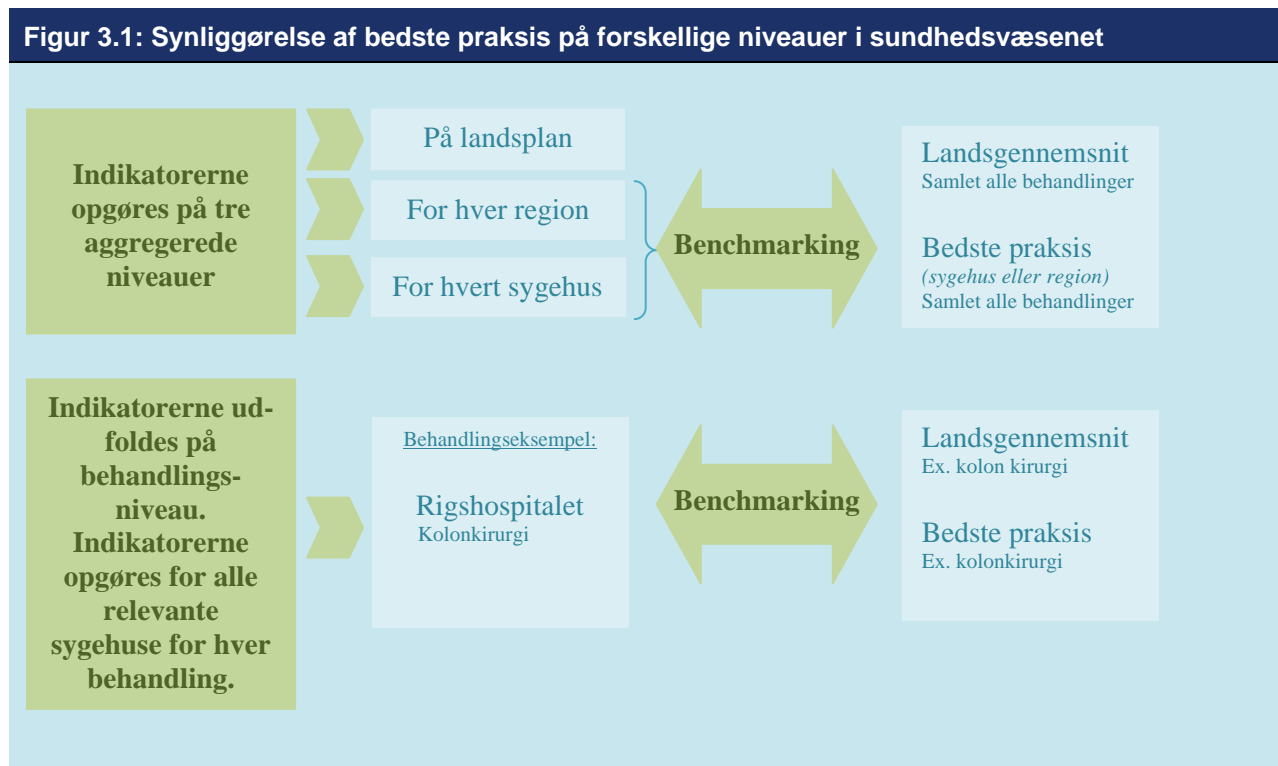 Figur 3.1: Synliggørelse af bedste praksis på forskellige niveauer i sundhedsvæsenet
Indikatorerne
opgøres på tre
aggregerede
niveauer
På landsplan
For hver region
For hvert sygehus
Benchmarking
Landsgennemsnit
Samlet alle behandlinger
Bedste praksis
(sygehus eller region)
Samlet alle behandlinger
Indikatorerne ud-
foldes på
behandlings-
niveau.
Indikatorerne
opgøres for alle
relevante
sygehuse for hver
behandling.
Behandlingseksempel:
Rigshospitalet
Kolonkirurgi
Benchmarking
Landsgennemsnit
Ex. kolon kirurgi
Bedste praksis
Ex. kolonkirurgi